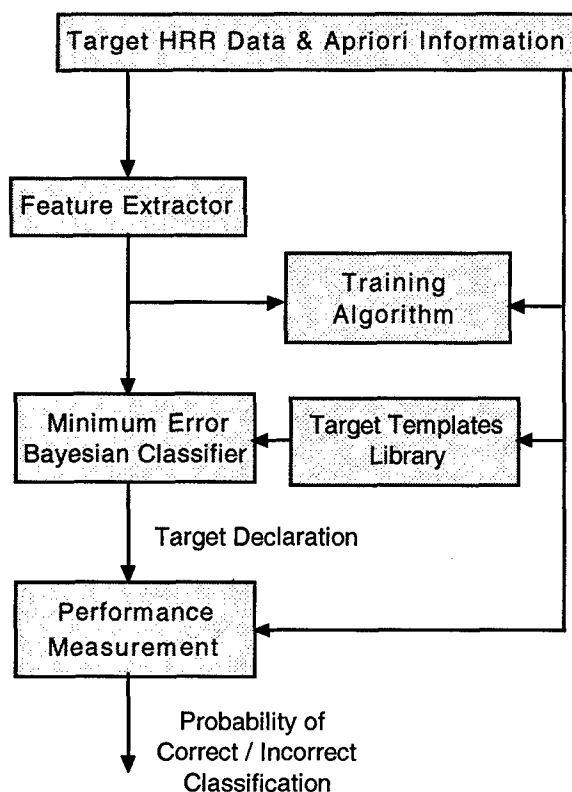 Target HRR Data & Apriori Information
Feature Extractor
Training
Algorithm
Minimum Error
Bayesian Classifier
Target Templates
Library
Target Declaration
Performance
Measurement
Probability of
Correct / Incorrect
Classification